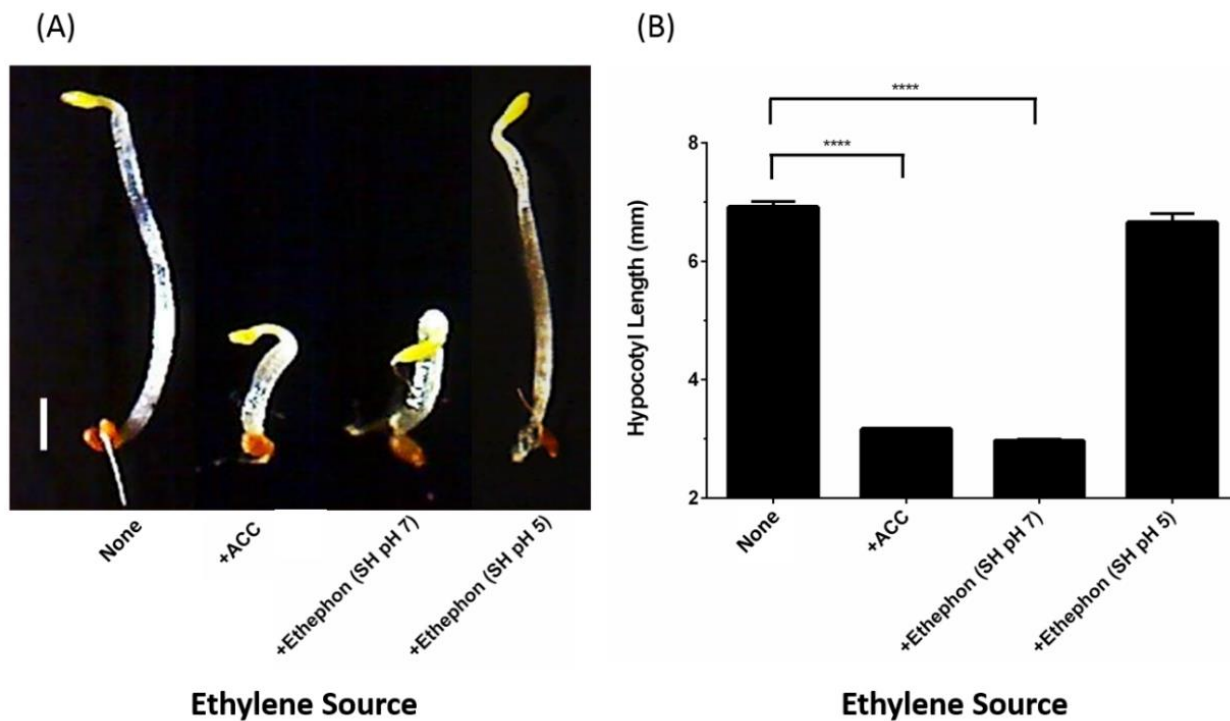 (A)
None
+ACC
+Ethephon (SH pH 7)
+Ethephon (SH pH 5)
Ethylene Source
(B)
****
****
Hypocotyl Length (mm)
8
6
4
2
None
+ACC
+Ethephon (SH pH 7)
+Ethephon (SH pH 5)
Ethylene Source